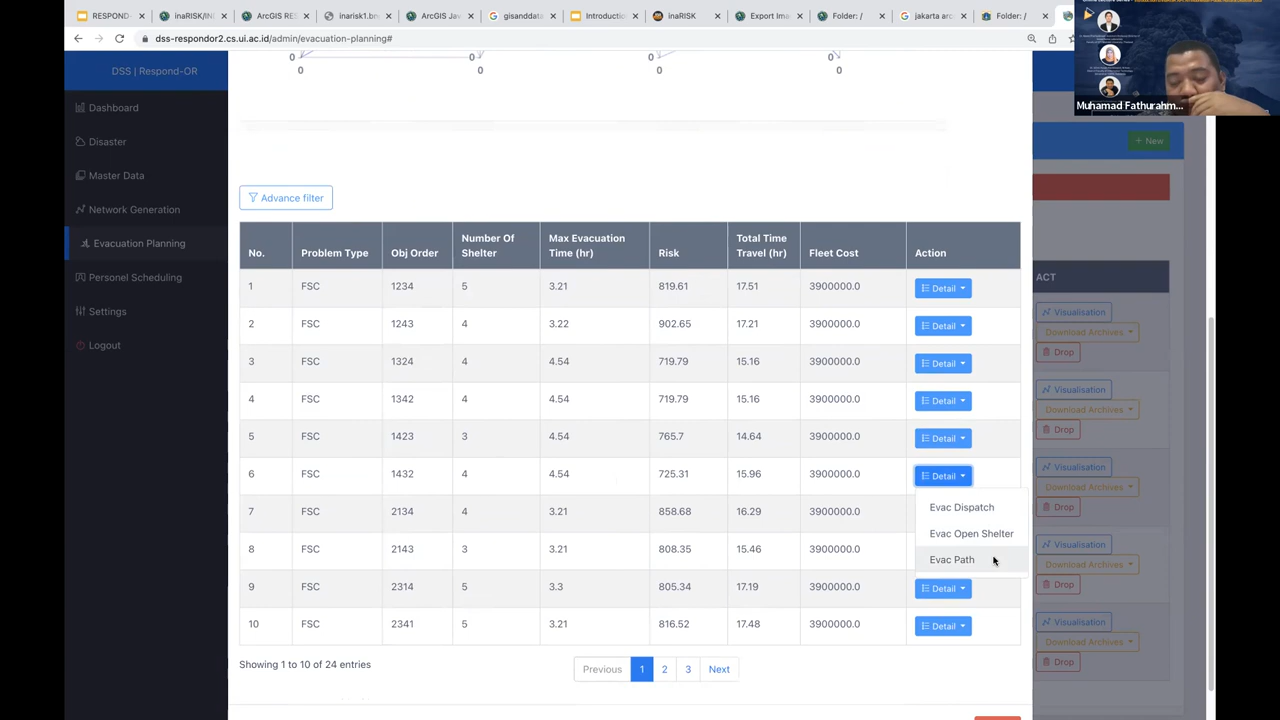 RESPOND-OR
inaRISK/IN
ArcGIS RES
inarisk1.bn
ArcGIS Jav
gisanddata
Introductio
inaRISK
Export Ima
Folder: /
jakarta arc
Folder: /
dss-respondor2.cs.ui.ac.id/admin/evacuation-planning#
Muhamad Fathurahm...
DSS | Respond-OR
Dashboard
Disaster
Master Data
Network Generation
Evacuation Planning
Personel Scheduling
Settings
Logout
0 0 0 0
0 0 0 0
+ New
Advance filter
No. Problem Type Obj Order Number Of Shelter Max Evacuation Time (hr) Risk Total Time Travel (hr) Fleet Cost Action
1 FSC 1234 5 3.21 819.61 17.51 3900000.0 Detail
2 FSC 1243 4 3.22 902.65 17.21 3900000.0 Detail
3 FSC 1324 4 4.54 719.79 15.16 3900000.0 Detail
4 FSC 1342 4 4.54 719.79 15.16 3900000.0 Detail
5 FSC 1423 3 4.54 765.7 14.64 3900000.0 Detail
6 FSC 1432 4 4.54 725.31 15.96 3900000.0 Detail
7 FSC 2134 4 3.21 858.68 16.29 3900000.0
8 FSC 2143 3 3.21 808.35 15.46 3900000.0
9 FSC 2314 5 3.3 805.34 17.19 3900000.0 Detail
10 FSC 2341 5 3.21 816.52 17.48 3900000.0 Detail
Evac Dispatch
Evac Open Shelter
Evac Path
Showing 1 to 10 of 24 entries
Previous 1 2 3 Next
ACT
Visualisation
Download Archives
Drop
Visualisation
Download Archives
Drop
Visualisation
Download Archives
Drop
Visualisation
Download Archives
Drop
Visualisation
Download Archives
Drop